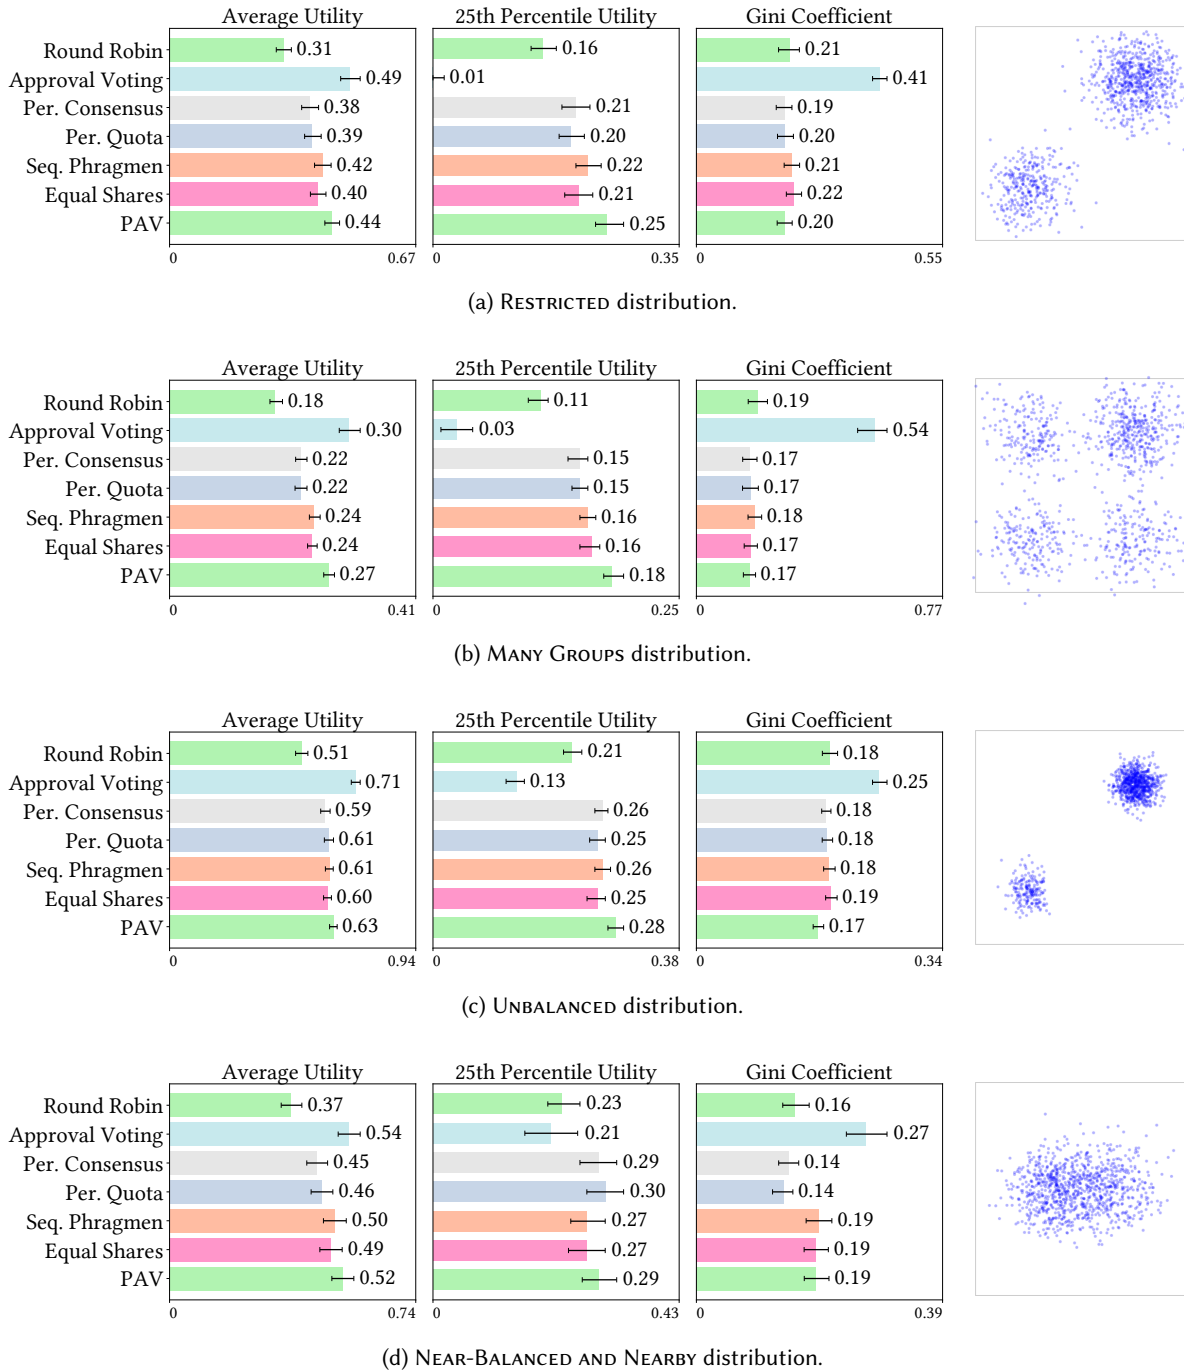 Average Utility 25th Percentile Utility Gini Coefficient
Round Robin 0.31 0.16 0.21
Approval Voting 0.49 0.01 0.41
Per. Consensus 0.38 0.21 0.19
Per. Quota 0.39 0.20 0.20
Seq. Phragmen 0.42 0.22 0.21
Equal Shares 0.40 0.21 0.22
PAV 0.44 0.25 0.20
0 0.67 0 0.35 0 0.55
(a) Restricted distribution.
Average Utility 25th Percentile Utility Gini Coefficient
Round Robin 0.18 0.11 0.19
Approval Voting 0.30 0.03 0.54
Per. Consensus 0.22 0.15 0.17
Per. Quota 0.22 0.15 0.17
Seq. Phragmen 0.24 0.16 0.18
Equal Shares 0.24 0.16 0.17
PAV 0.27 0.18 0.17
0 0.41 0 0.25 0 0.77
(b) Many Groups distribution.
Average Utility 25th Percentile Utility Gini Coefficient
Round Robin 0.51 0.21 0.18
Approval Voting 0.71 0.13 0.25
Per. Consensus 0.59 0.26 0.18
Per. Quota 0.61 0.25 0.18
Seq. Phragmen 0.61 0.26 0.18
Equal Shares 0.60 0.25 0.19
PAV 0.63 0.28 0.17
0 0.94 0 0.38 0 0.34
(c) Unbalanced distribution.
Average Utility 25th Percentile Utility Gini Coefficient
Round Robin 0.37 0.23 0.16
Approval Voting 0.54 0.21 0.27
Per. Consensus 0.45 0.29 0.14
Per. Quota 0.46 0.30 0.14
Seq. Phragmen 0.50 0.27 0.19
Equal Shares 0.49 0.27 0.19
PAV 0.52 0.29 0.19
0 0.74 0 0.43 0 0.39
(d) Near-Balanced and Nearby distribution.